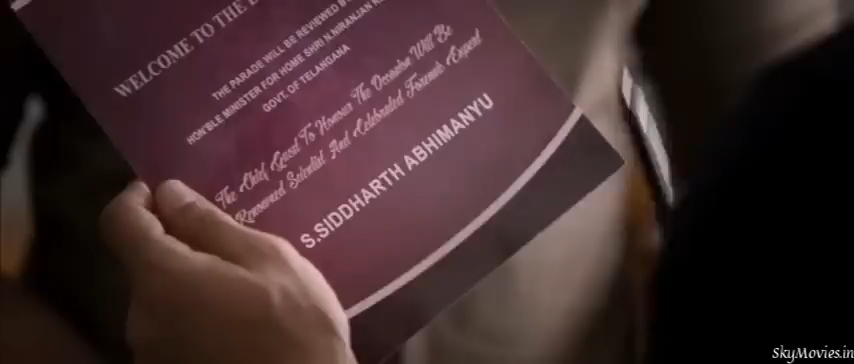 WELCOME TO THE
THE PARADE WILL BE REVIEWED BY
HON'BLE MINISTER FOR HOME SHRI N.NIRANJAN
GOVT. OF TELANGANA
The Chief Guest To Honour The Occasion Will Be
Renowned Scientist And Celebrated Forensic Expert
S.SIDDHARTH ABHIMANYU
SkyMovies.in